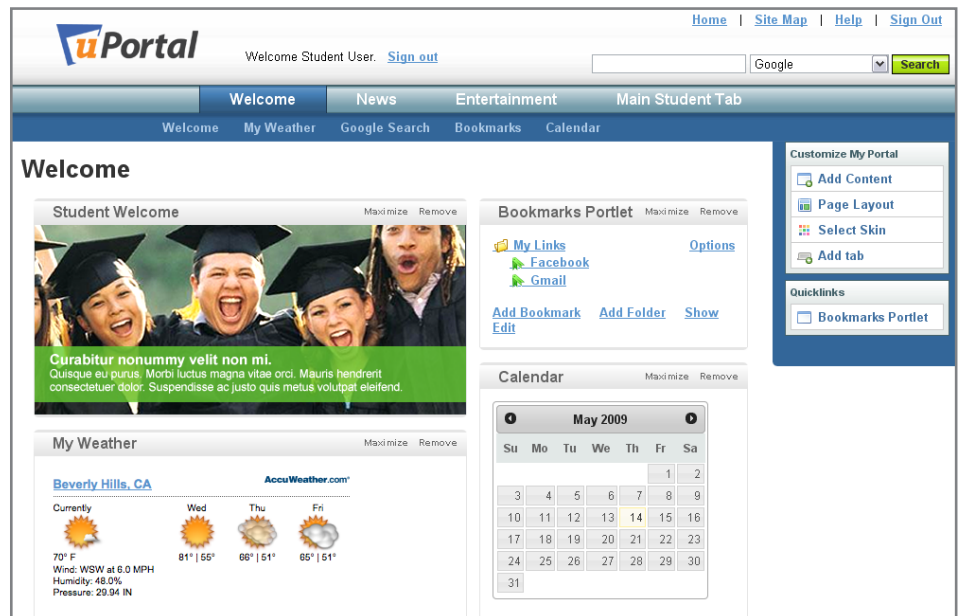 Home | Site Map | Help | Sign Out
uPortal
Welcome Student User. Sign out
Google
Search
Welcome News Entertainment Main Student Tab
Welcome My Weather Google Search Bookmarks Calendar
Welcome
Student Welcome Maximize Remove
Curabitur nonummy velit non mi.
Quisque eu purus. Morbi luctus magna vitae orci. Mauris hendrerit
consectetuer dolor. Suspendisse ac justo quis metus volutpat eleifend.
My Weather Maximize Remove
Beverly Hills, CA
AccuWeather.com®
Currently Wed Thu Fri
70° F 81° | 55° 66° | 51° 65° | 51°
Wind: WSW at 6.0 MPH
Humidity: 48.0%
Pressure: 29.94 IN
Bookmarks Portlet Maximize Remove
My Links Options
Facebook
Gmail
Add Bookmark Add Folder Show
Edit
Calendar Maximize Remove
May 2009
Su Mo Tu We Th Fr Sa
1 2
3 4 5 6 7 8 9
10 11 12 13 14 15 16
17 18 19 20 21 22 23
24 25 26 27 28 29 30
31
Customize My Portal
Add Content
Page Layout
Select Skin
Add tab
Quicklinks
Bookmarks Portlet